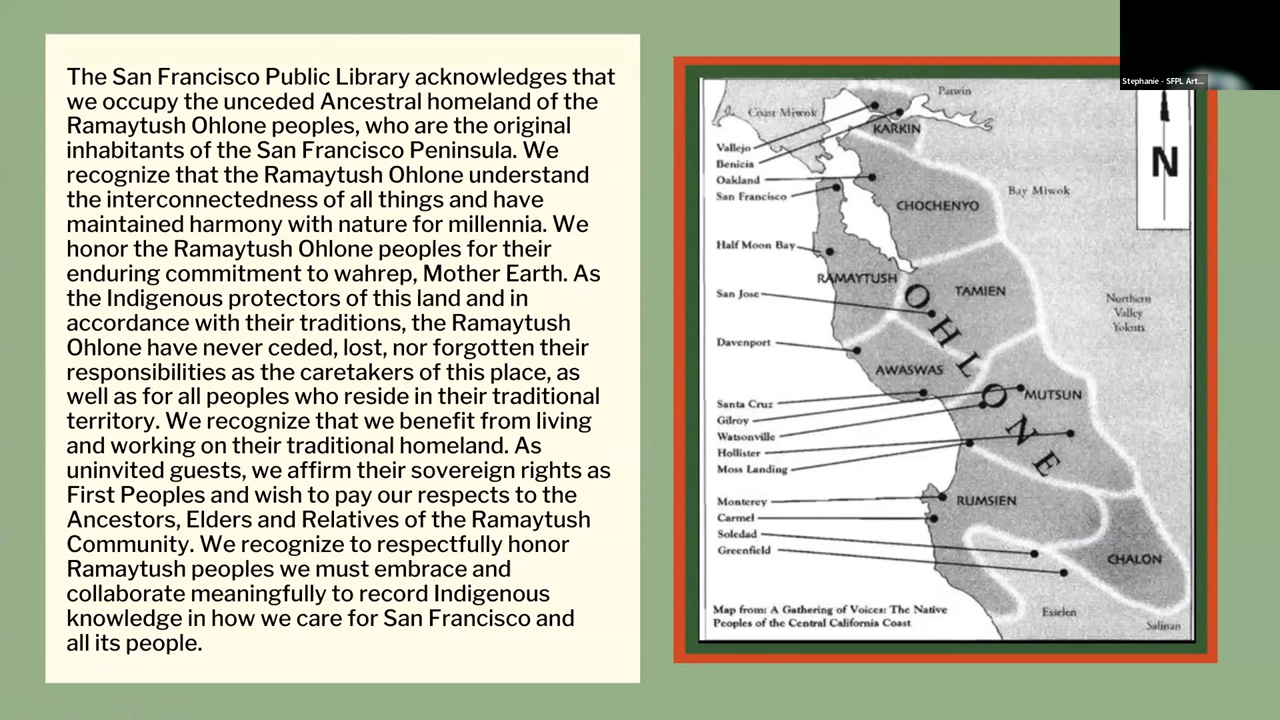 The San Francisco Public Library acknowledges that
we occupy the unceded Ancestral homeland of the
Ramaytush Ohlone peoples, who are the original
inhabitants of the San Francisco Peninsula. We
recognize that the Ramaytush Ohlone understand
the interconnectedness of all things and have
maintained harmony with nature for millennia. We
honor the Ramaytush Ohlone peoples for their
enduring commitment to wahrep, Mother Earth. As
the Indigenous protectors of this land and in
accordance with their traditions, the Ramaytush
Ohlone have never ceded, lost, nor forgotten their
responsibilities as the caretakers of this place, as
well as for all peoples who reside in their traditional
territory. We recognize that we benefit from living
and working on their traditional homeland. As
uninvited guests, we affirm their sovereign rights as
First Peoples and wish to pay our respects to the
Ancestors, Elders and Relatives of the Ramaytush
Community. We recognize to respectfully honor
Ramaytush peoples we must embrace and
collaborate meaningfully to record Indigenous
knowledge in how we care for San Francisco and
all its people.
Stephanie - SFPL Art...
N
Patwin
Coast Miwok
KARKIN
Vallejo
Benicia
Oakland
San Francisco
Bay Miwok
CHOCHENYO
Half Moon Bay
RAMAYTUSH
San Jose
TAMIEN
Northern
Valley
Yokuts
OHLONE
Davenport
AWASWAS
MUTSUN
Santa Cruz
Gilroy
Watsonville
Hollister
Moss Landing
Monterey
RUMSIEN
Carmel
Soledad
Greenfield
CHALON
Esselen
Salinan
Map from: A Gathering of Voices: The Native
Peoples of the Central California Coast